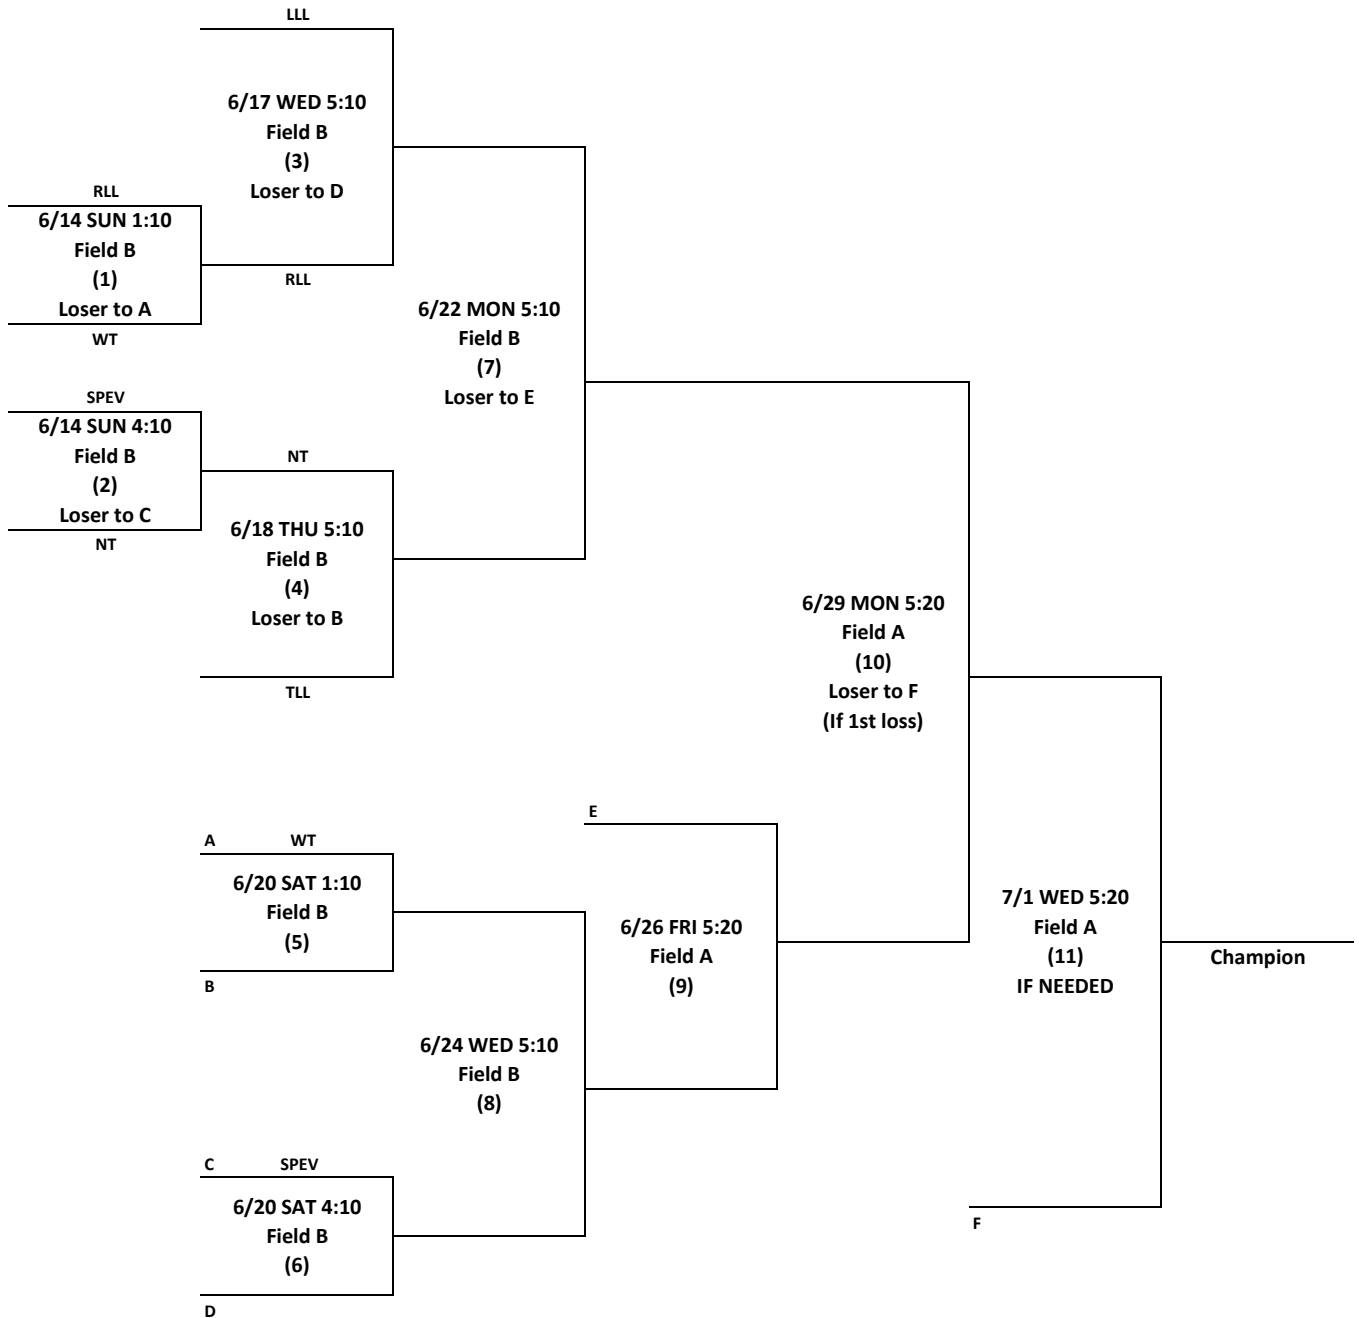 LLL
6/17 WED 5:10
Field B
(3)
Loser to D
RLL
6/14 SUN 1:10
Field B
(1)
Loser to A
WT
RLL
6/22 MON 5:10
Field B
(7)
Loser to E
SPEV
6/14 SUN 4:10
Field B
(2)
Loser to C
NT
NT
6/18 THU 5:10
Field B
(4)
Loser to B
TLL
6/29 MON 5:20
Field A
(10)
Loser to F
(If 1st loss)
A WT
6/20 SAT 1:10
Field B
(5)
B
E
6/26 FRI 5:20
Field A
(9)
7/1 WED 5:20
Field A
(11)
IF NEEDED
Champion
6/24 WED 5:10
Field B
(8)
C SPEV
6/20 SAT 4:10
Field B
(6)
D
F